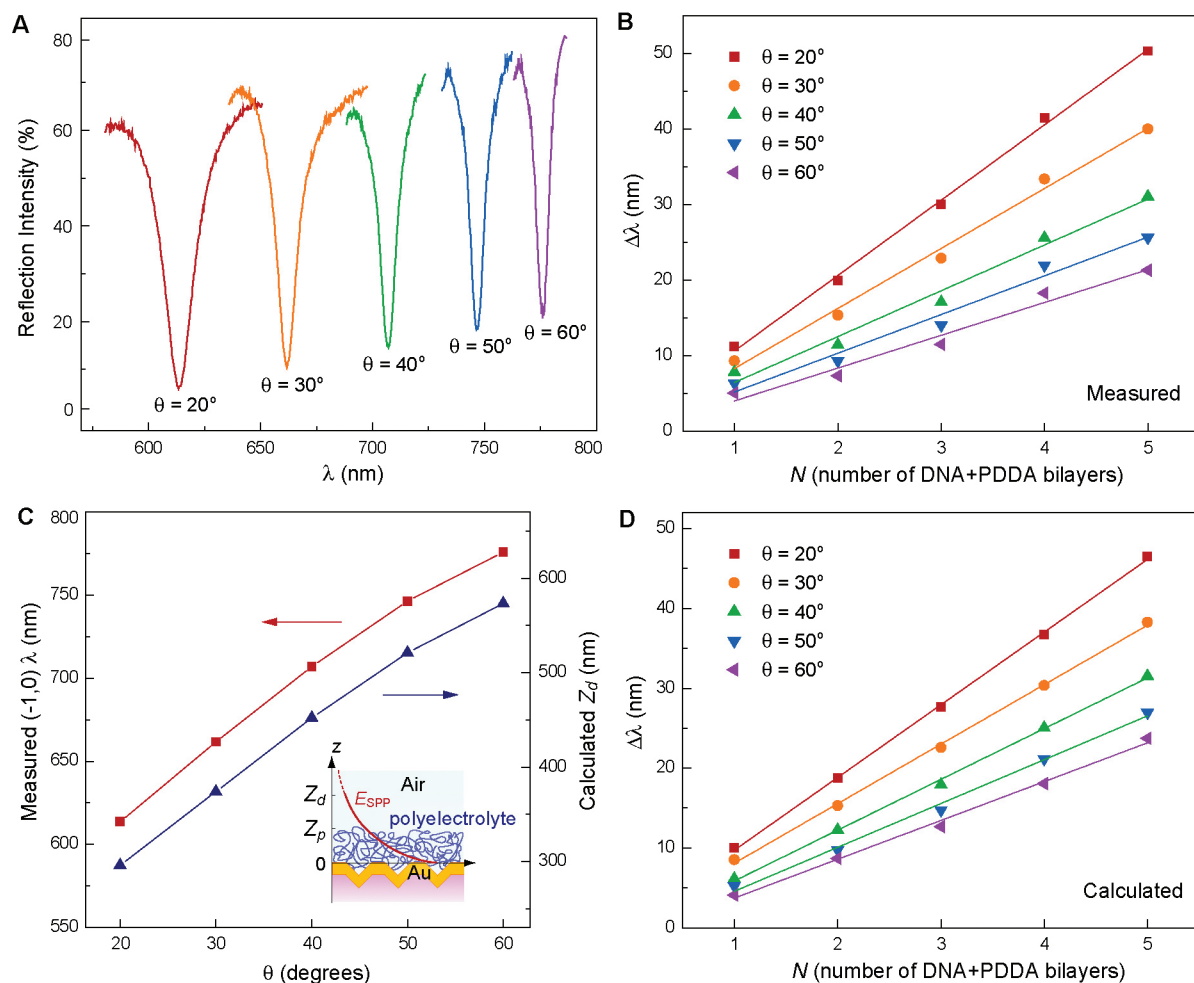 A
80
60
40
20
0
Reflection Intensity (%)
θ = 20°
θ = 30°
θ = 40°
θ = 50°
θ = 60°
600
650
700
750
800
λ (nm)
B
50
40
30
20
10
0
Δλ (nm)
θ = 20°
θ = 30°
θ = 40°
θ = 50°
θ = 60°
Measured
1
2
3
4
5
N (number of DNA+PDDA bilayers)
C
800
750
700
650
600
550
Measured (-1,0) λ (nm)
600
500
400
300
Calculated Zd (nm)
z
Air
Zd
ESPP
polyelectrolyte
Zp
0
Au
20
30
40
50
60
θ (degrees)
D
50
40
30
20
10
0
Δλ (nm)
θ = 20°
θ = 30°
θ = 40°
θ = 50°
θ = 60°
Calculated
1
2
3
4
5
N (number of DNA+PDDA bilayers)